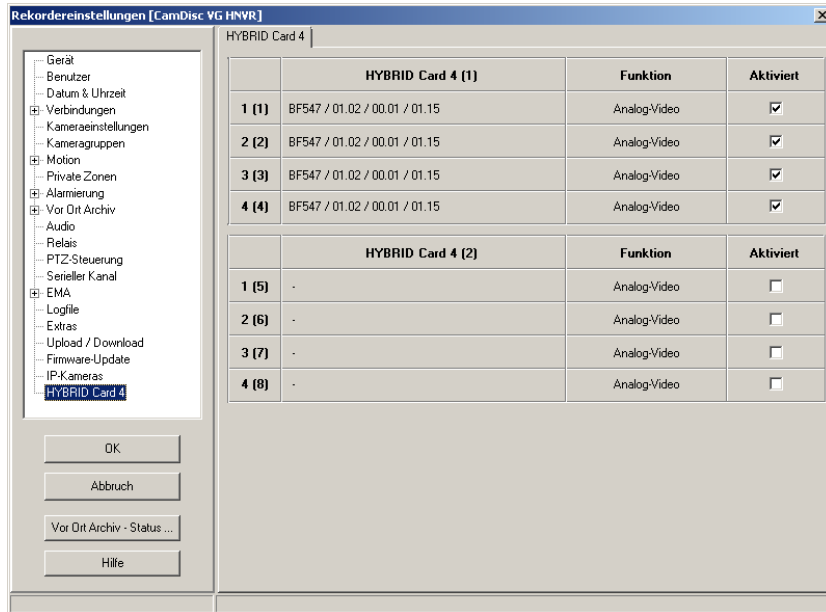 Rekordereinstellungen [CamDisc VG HNVR]
Gerät
Benutzer
Datum & Uhrzeit
Verbindungen
Kameraeinstellungen
Kameragruppen
Motion
Private Zonen
Alarmierung
Vor Ort Archiv
Audio
Relais
PTZ-Steuerung
Serieller Kanal
EMA
Logfile
Extras
Upload / Download
Firmware-Update
IP-Kameras
HYBRID Card 4
OK
Abbruch
Vor Ort Archiv - Status ...
Hilfe
HYBRID Card 4
HYBRID Card 4 (1) Funktion Aktiviert
1 (1) BF547 / 01.02 / 00.01 / 01.15 Analog-Video
2 (2) BF547 / 01.02 / 00.01 / 01.15 Analog-Video
3 (3) BF547 / 01.02 / 00.01 / 01.15 Analog-Video
4 (4) BF547 / 01.02 / 00.01 / 01.15 Analog-Video
HYBRID Card 4 (2) Funktion Aktiviert
1 (5) - Analog-Video
2 (6) - Analog-Video
3 (7) - Analog-Video
4 (8) - Analog-Video